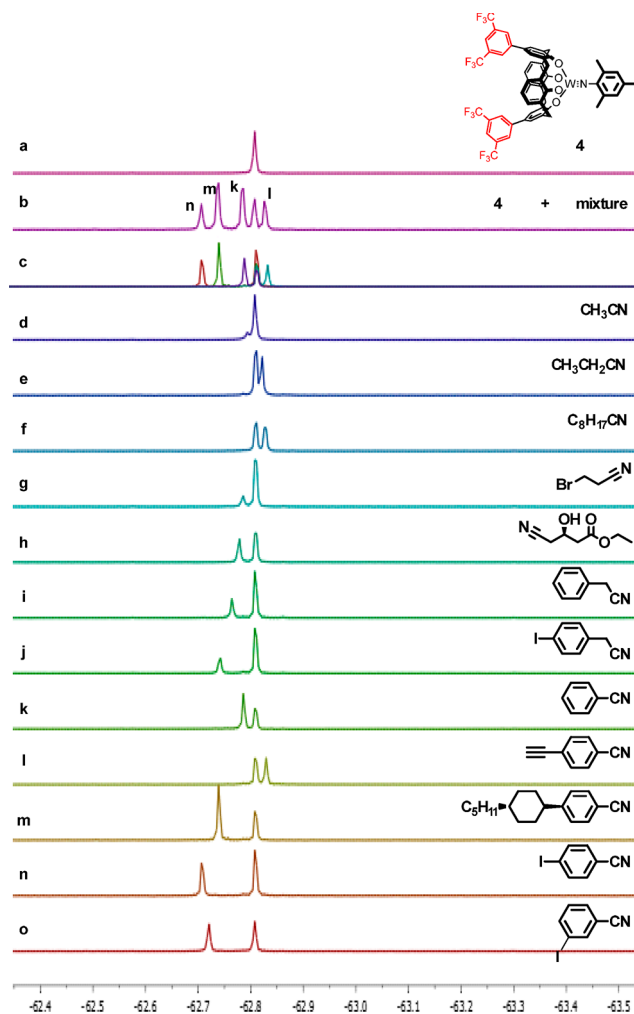 F₃C
CF₃
O
O
W≡N
O
O
F₃C
CF₃
a
4
n m k l
b
4 + mixture
c
d
CH₃CN
e
CH₃CH₂CN
f
C₈H₁₇CN
g
Br N
h
N OH O O
i
CN
j
I CN
k
CN
l
CN
m
C₅H₁₁ CN
n
I CN
o
CN
I
-62.4 -62.5 -62.6 -62.7 -62.8 -62.9 -63.0 -63.1 -63.2 -63.3 -63.4 -63.5